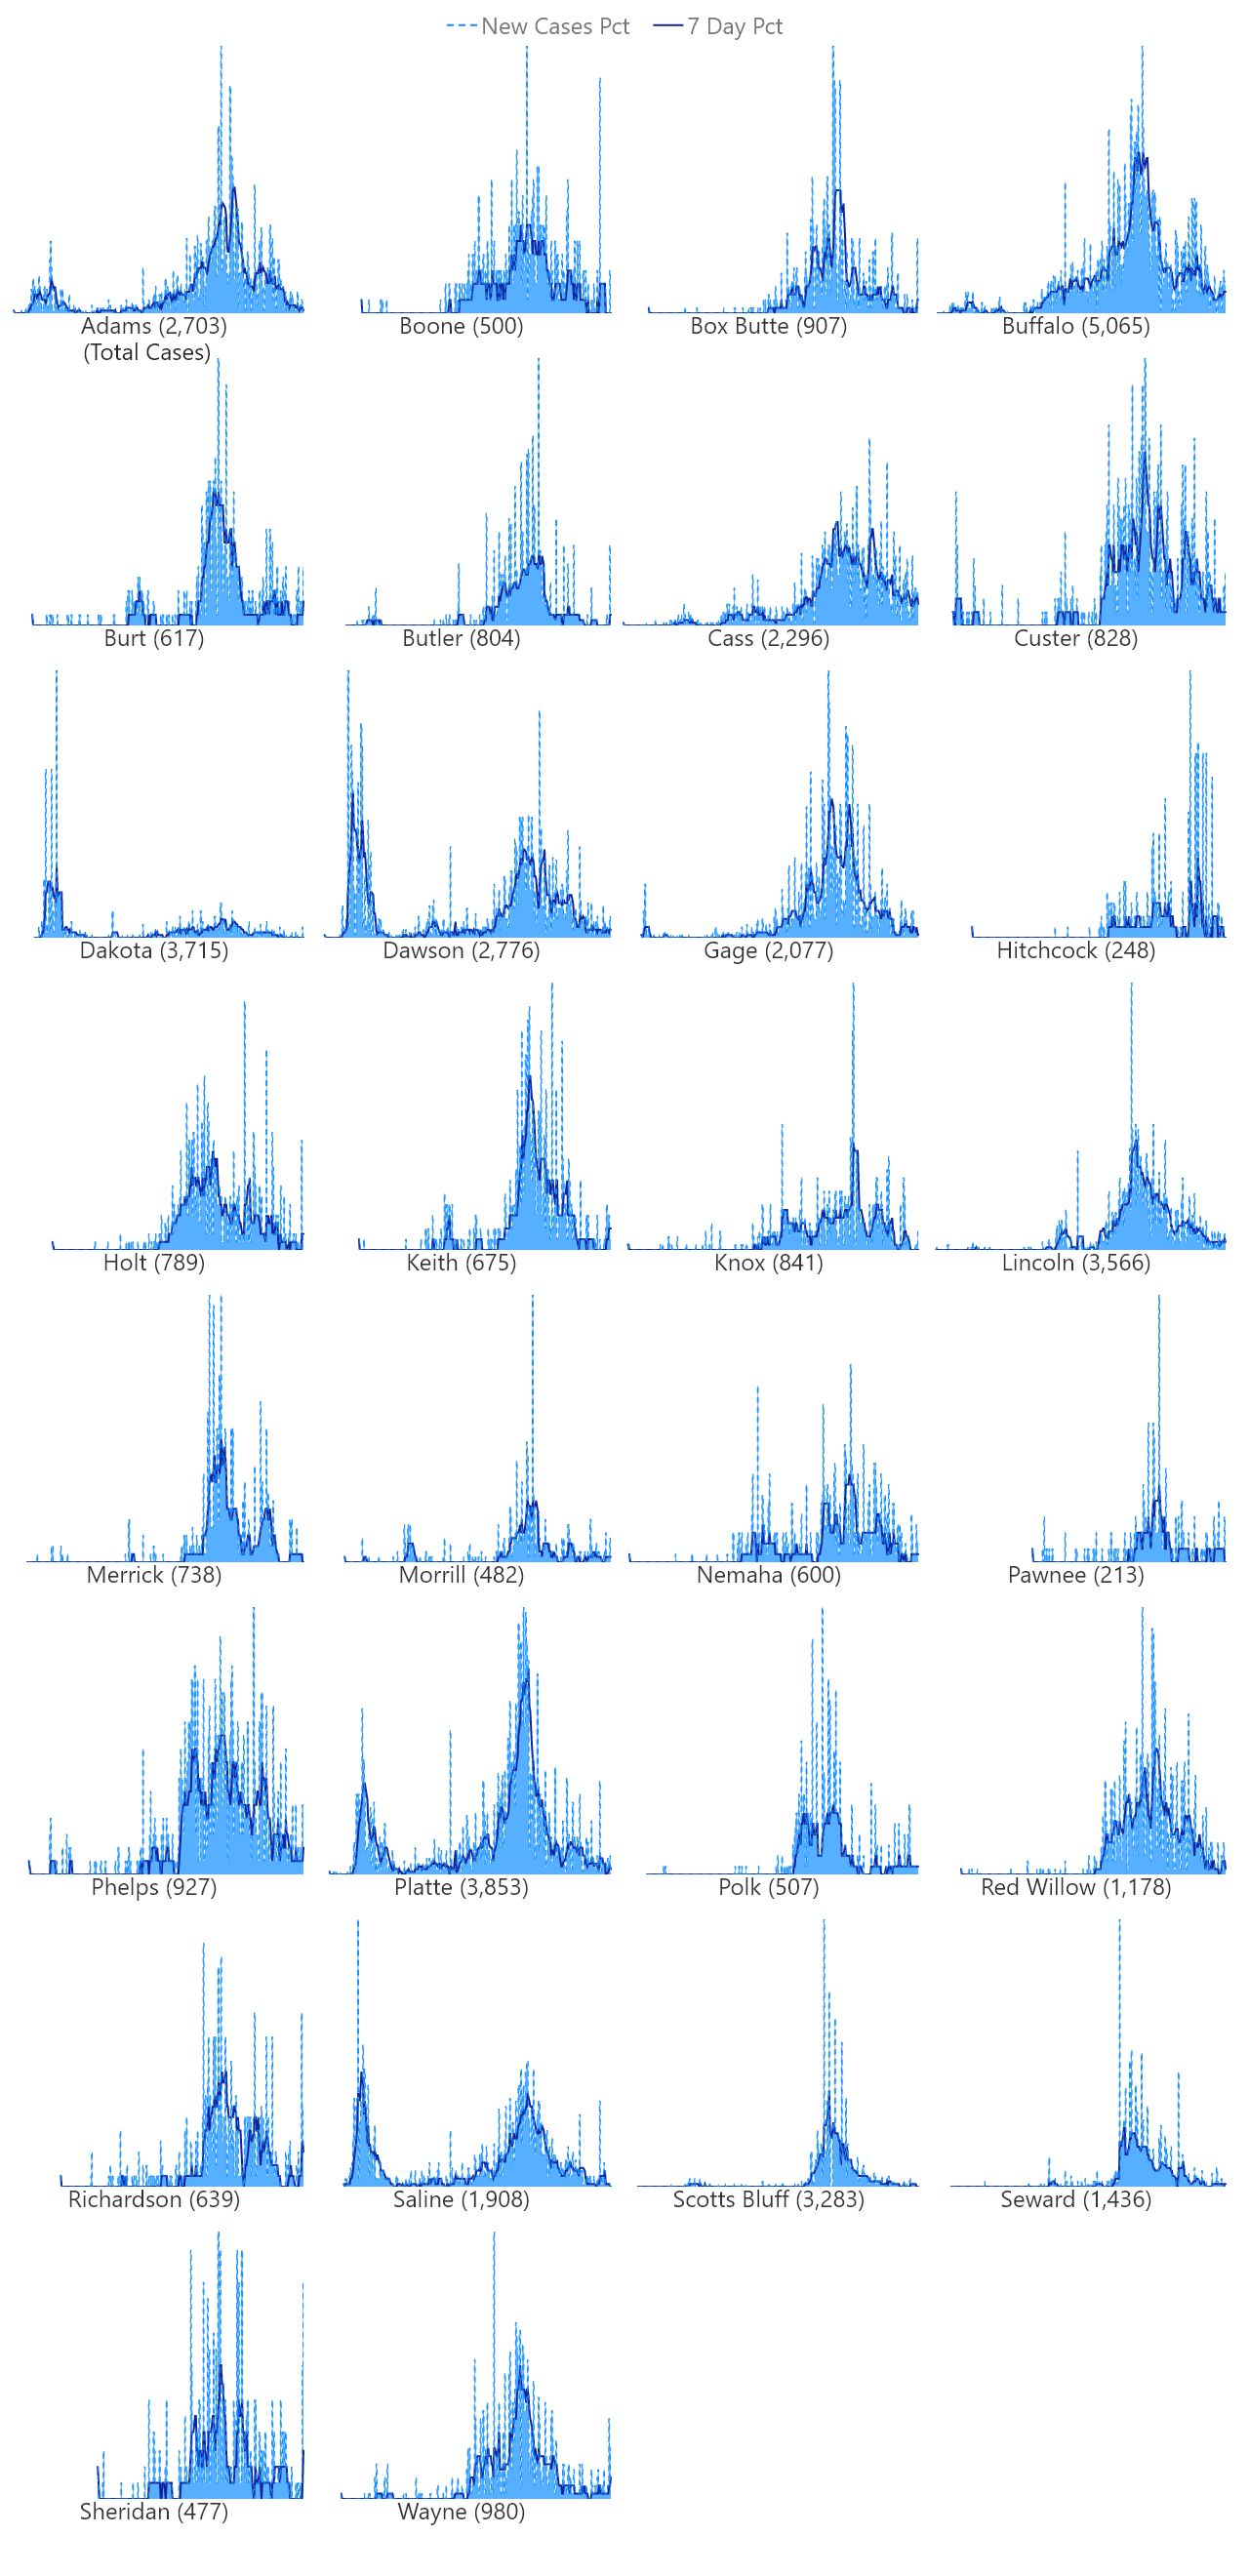 New Cases Pct 7 Day Pct
Adams (2,703) Boone (500) Box Butte (907) Buffalo (5,065)
(Total Cases)
Burt (617) Butler (804) Cass (2,296) Custer (828)
Dakota (3,715) Dawson (2,776) Gage (2,077) Hitchcock (248)
Holt (789) Keith (675) Knox (841) Lincoln (3,566)
Merrick (738) Morrill (482) Nemaha (600) Pawnee (213)
Phelps (927) Platte (3,853) Polk (507) Red Willow (1,178)
Richardson (639) Saline (1,908) Scotts Bluff (3,283) Seward (1,436)
Sheridan (477) Wayne (980)